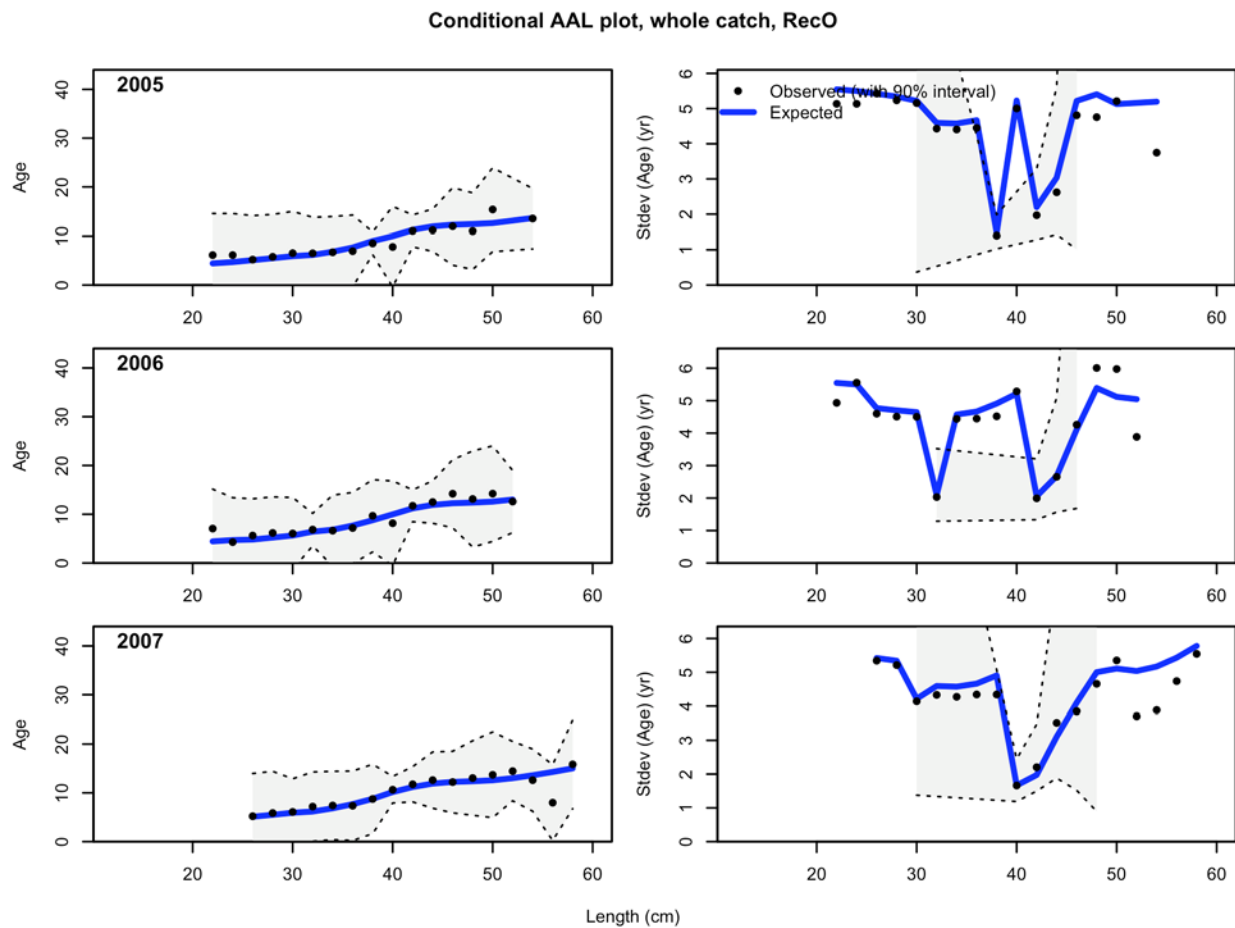 Conditional AAL plot, whole catch, RecO
2005
Age
0 10 20 30 40
20 30 40 50 60
Observed (with 90% interval)
Expected
Stdev (Age) (yr)
0 1 2 3 4 5 6
20 30 40 50 60
2006
Age
0 10 20 30 40
20 30 40 50 60
Stdev (Age) (yr)
0 1 2 3 4 5 6
20 30 40 50 60
2007
Age
0 10 20 30 40
20 30 40 50 60
Stdev (Age) (yr)
0 1 2 3 4 5 6
20 30 40 50 60
Length (cm)